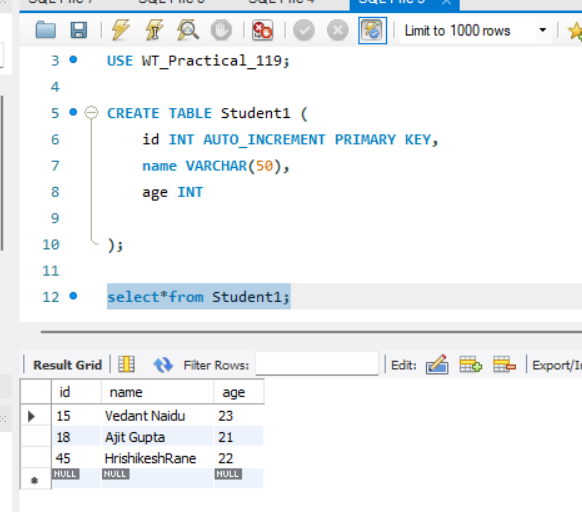 Limit to 1000 rows
3 USE WT_Practical_119;
4
5 CREATE TABLE Student1 (
6 id INT AUTO_INCREMENT PRIMARY KEY,
7 name VARCHAR(50),
8 age INT
9
10 );
11
12 select*from Student1;
Result Grid Filter Rows: Edit: Export/I
id name age
15 Vedant Naidu 23
18 Ajit Gupta 21
45 HrishikeshRane 22
NULL NULL NULL